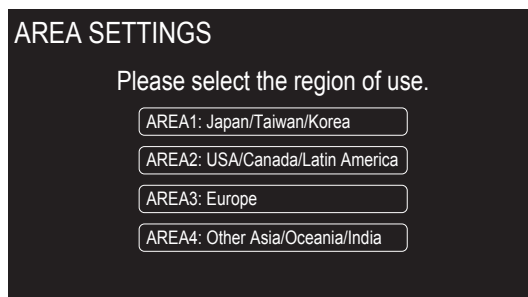 AREA SETTINGS
Please select the region of use.
AREA1: Japan/Taiwan/Korea
AREA2: USA/Canada/Latin America
AREA3: Europe
AREA4: Other Asia/Oceania/India